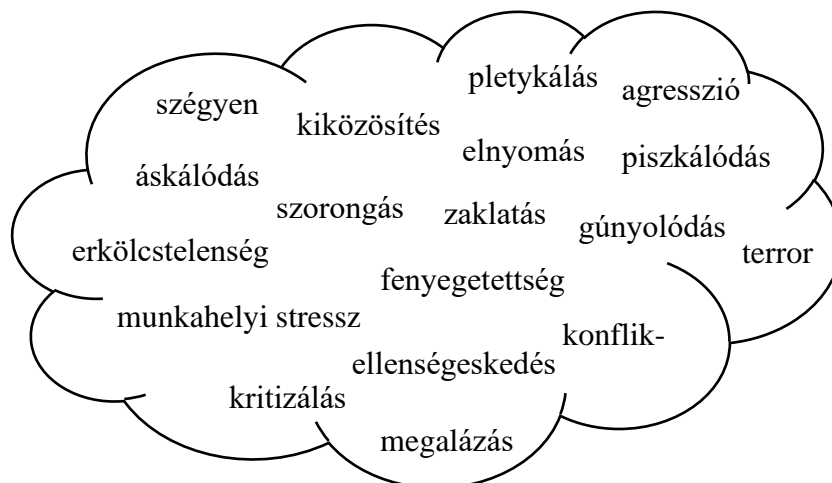 pletykálás
agresszió
szégyen
kiközösítés
elnyomás
piszkálódás
áskálódás
szorongás
zaklatás
gúnyolódás
erkölcstelenség
terror
fenyegetettség
munkahelyi stressz
konflik-
ellenségeskedés
kritizálás
megalázás